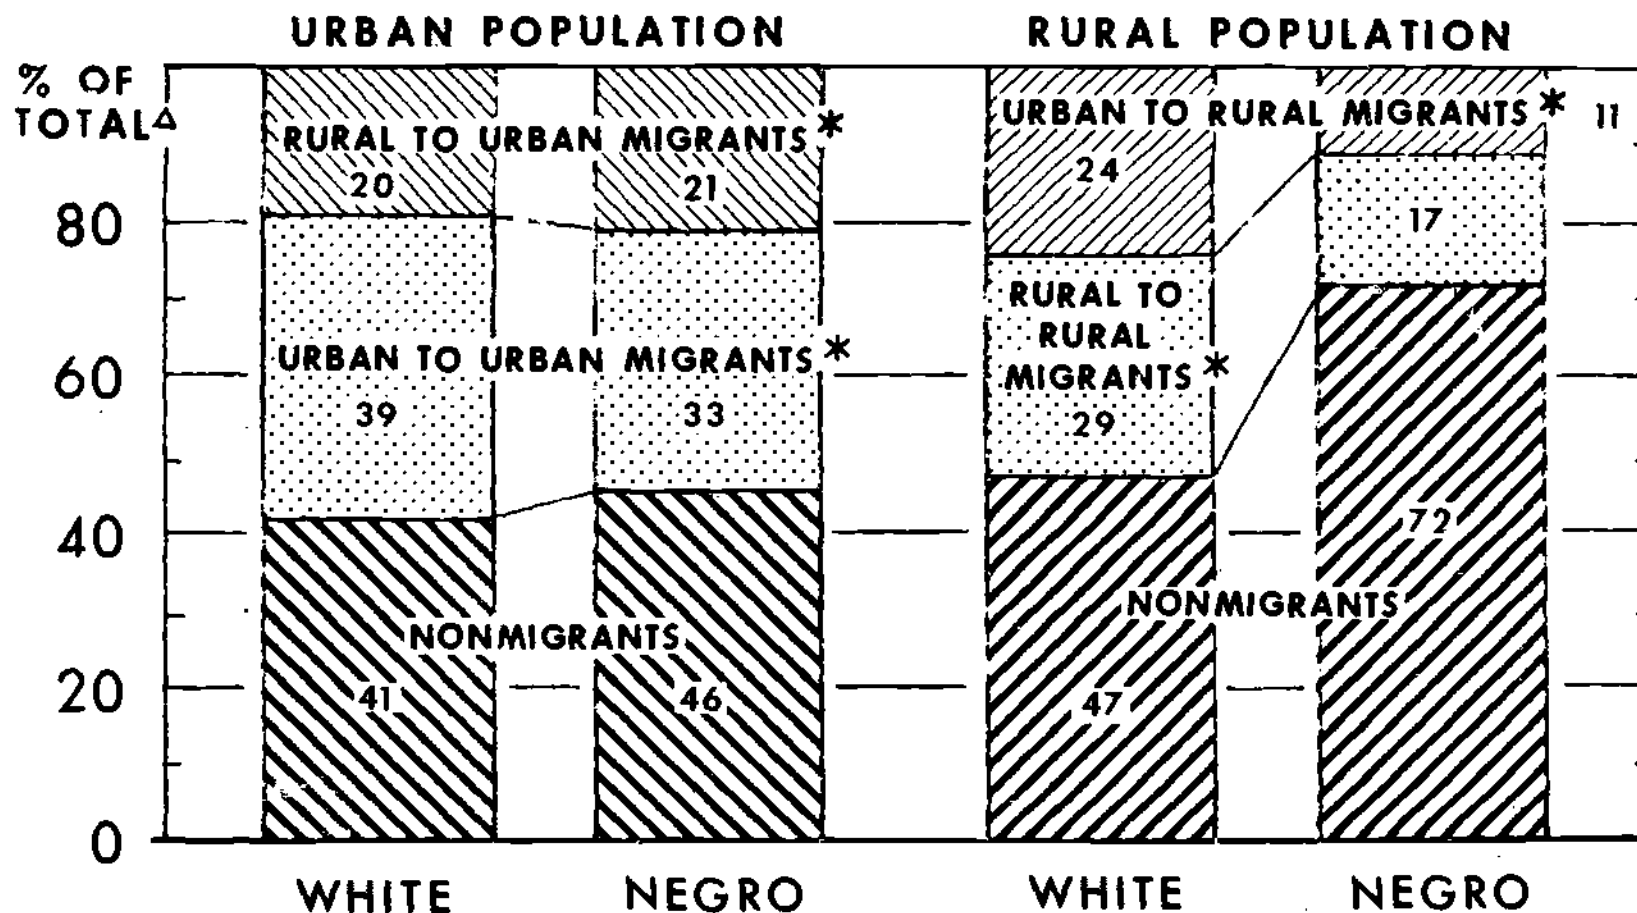 URBAN POPULATION RURAL POPULATION
% OF
TOTAL△
RURAL TO URBAN MIGRANTS*
20 21
URBAN TO RURAL MIGRANTS* 11
24
80
17
RURAL TO
RURAL
MIGRANTS*
29
60
URBAN TO URBAN MIGRANTS*
39 33
40
72
NONMIGRANTS
NONMIGRANTS
20
41 46 47
0
WHITE NEGRO WHITE NEGRO